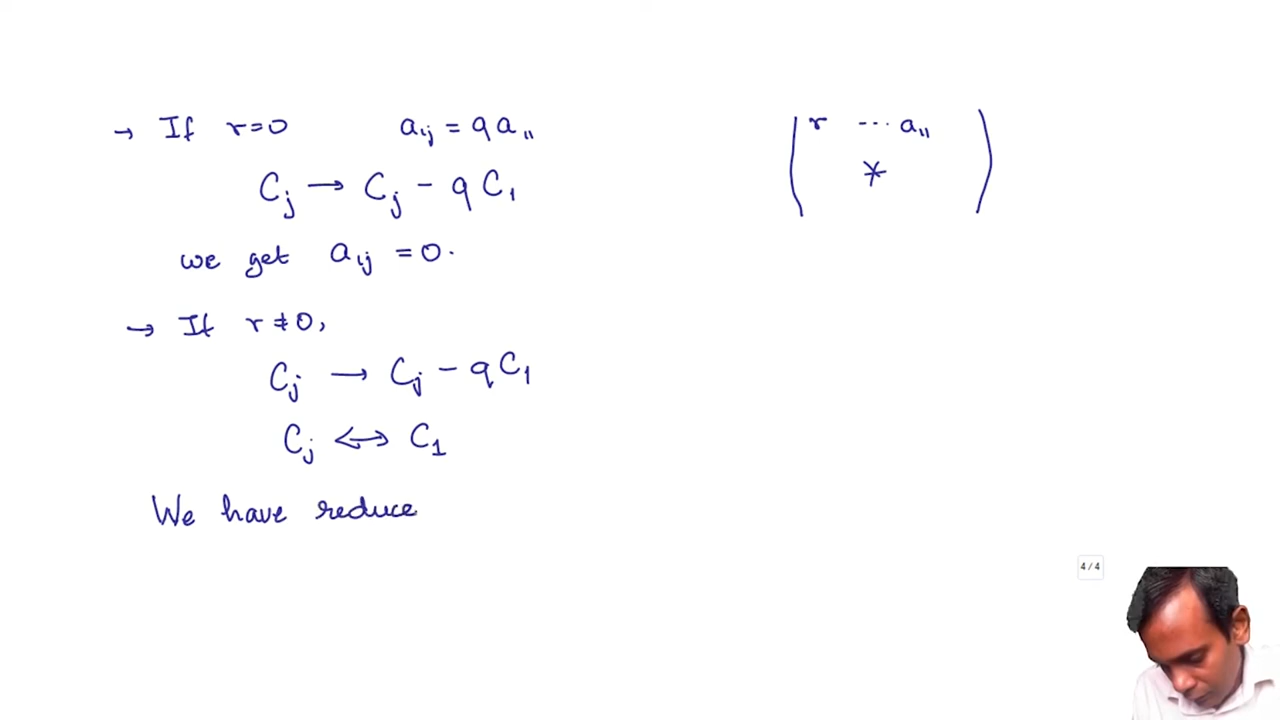 → If r=0 a₁ⱼ = q a₁₁
Cⱼ → Cⱼ - q C₁
we get a₁ⱼ = 0.
→ If r ≠ 0,
Cⱼ → Cⱼ - q C₁
Cⱼ ↔ C₁
We have reduce
r ... a₁₁
*
4 / 4